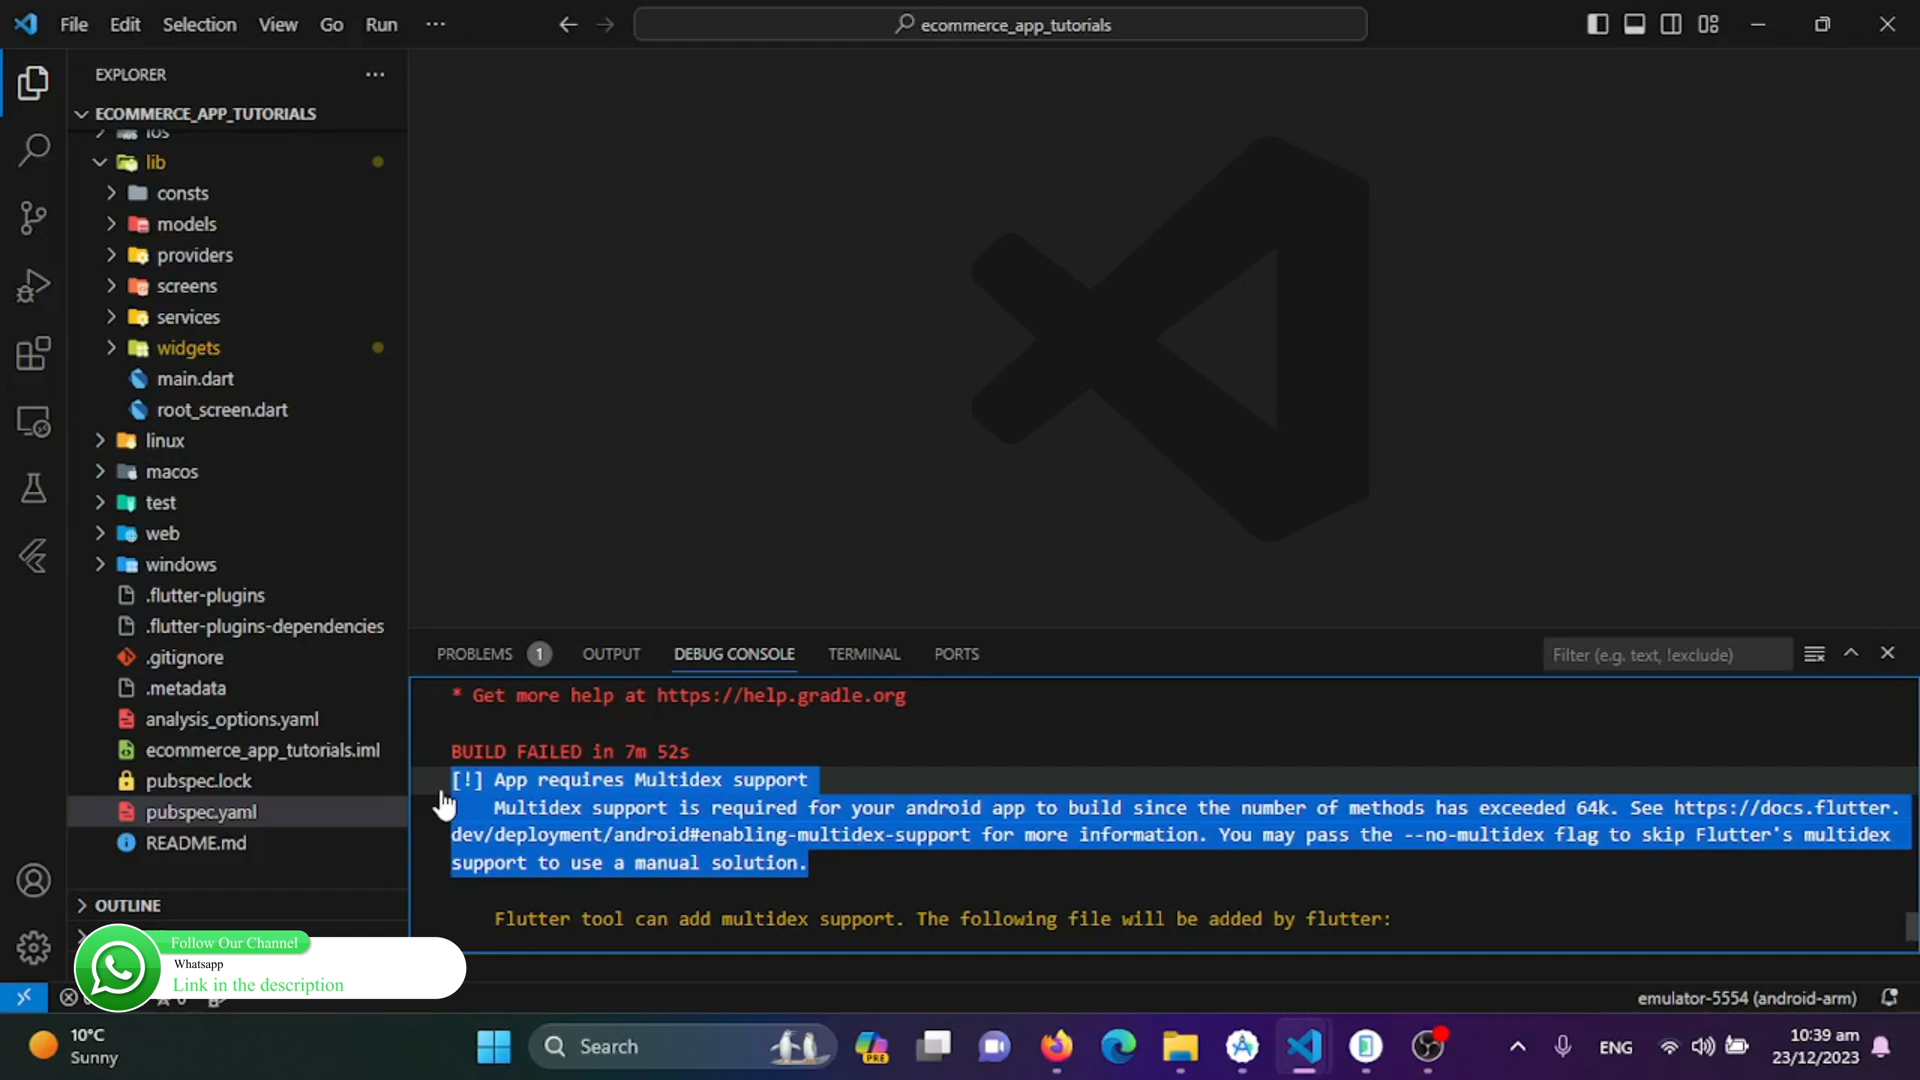 File Edit Selection View Go Run ...
ecommerce_app_tutorials
EXPLORER
ECOMMERCE_APP_TUTORIALS
ios
lib
consts
models
providers
screens
services
widgets
main.dart
root_screen.dart
linux
macos
test
web
windows
.flutter-plugins
.flutter-plugins-dependencies
.gitignore
.metadata
analysis_options.yaml
ecommerce_app_tutorials.iml
pubspec.lock
pubspec.yaml
README.md
OUTLINE
PROBLEMS 1 OUTPUT DEBUG CONSOLE TERMINAL PORTS
Filter (e.g. text, !exclude)
* Get more help at https://help.gradle.org
BUILD FAILED in 7m 52s
[!] App requires Multidex support
Multidex support is required for your android app to build since the number of methods has exceeded 64k. See https://docs.flutter.
dev/deployment/android#enabling-multidex-support for more information. You may pass the --no-multidex flag to skip Flutter's multidex
support to use a manual solution.
Flutter tool can add multidex support. The following file will be added by flutter:
Follow Our Channel
Whatsapp
Link in the description
emulator-5554 (android-arm)
10°C
Sunny
Search
PRE
ENG
10:39 am
23/12/2023